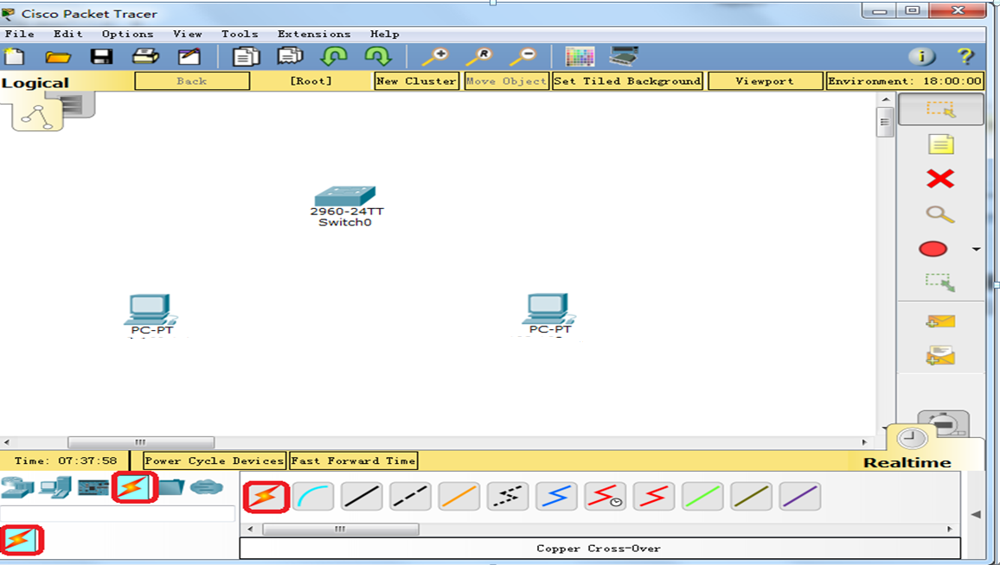 Cisco Packet Tracer
File Edit Options View Tools Extensions Help
R
i ?
Logical Back [Root] New Cluster Move Object Set Tiled Background Viewport Environment: 18:00:00
2960-24TT
Switch0
PC-PT PC-PT
Time: 07:37:58 Power Cycle Devices Fast Forward Time Realtime
Copper Cross-Over